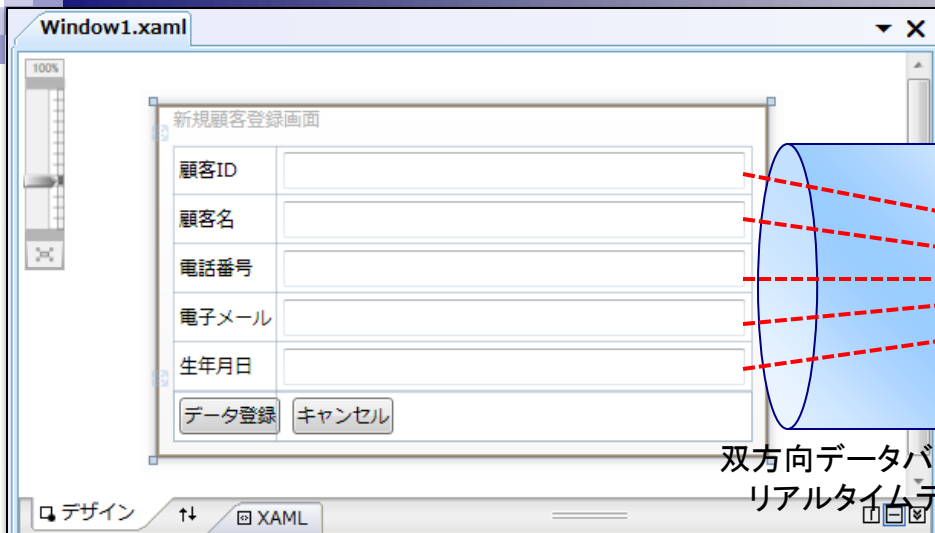 Window1.xaml
100%
新規顧客登録画面
顧客ID
顧客名
電話番号
電子メール
生年月日
データ登録 キャンセル
双方向データバ
リアルタイムデ
デザイン XAML